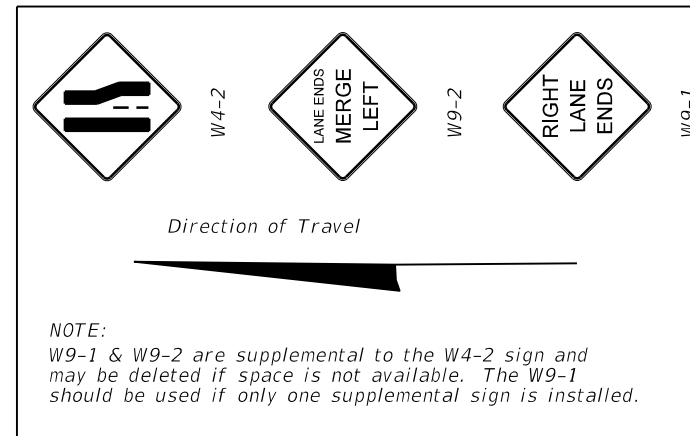 LANE ENDS
MERGE
LEFT
W4-2
W9-2
RIGHT
LANE
ENDS
W9-1
Direction of Travel
NOTE:
W9-1 & W9-2 are supplemental to the W4-2 sign and
may be deleted if space is not available. The W9-1
should be used if only one supplemental sign is installed.